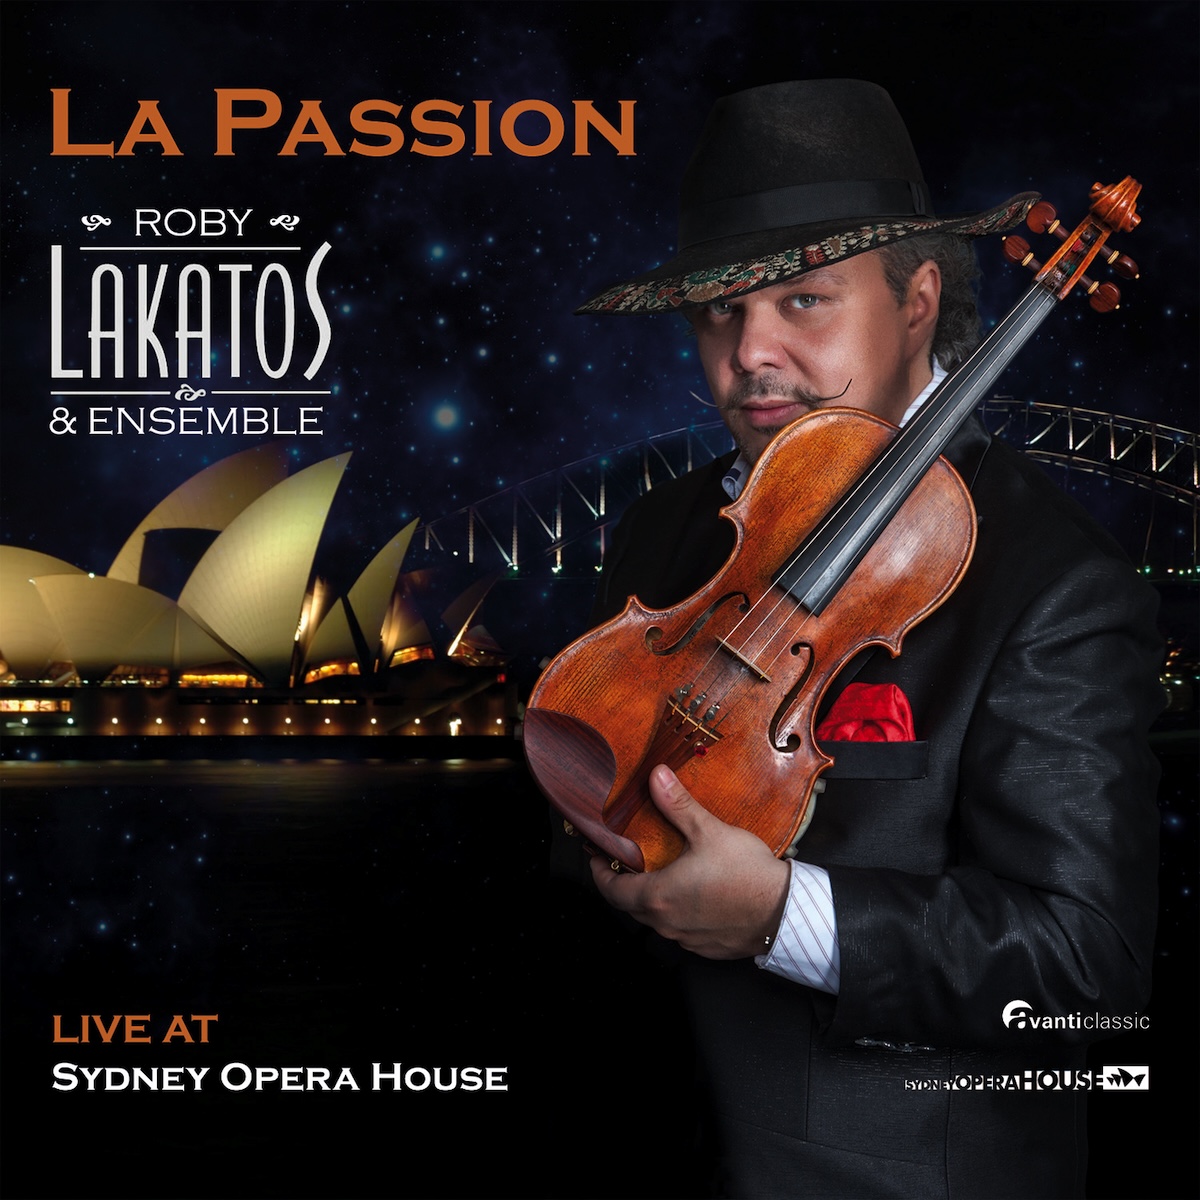 LA PASSION
ROBY
LAKATOS
& ENSEMBLE
LIVE AT
SYDNEY OPERA HOUSE
avanticlassic
SYDNEYOPERAHOUSE